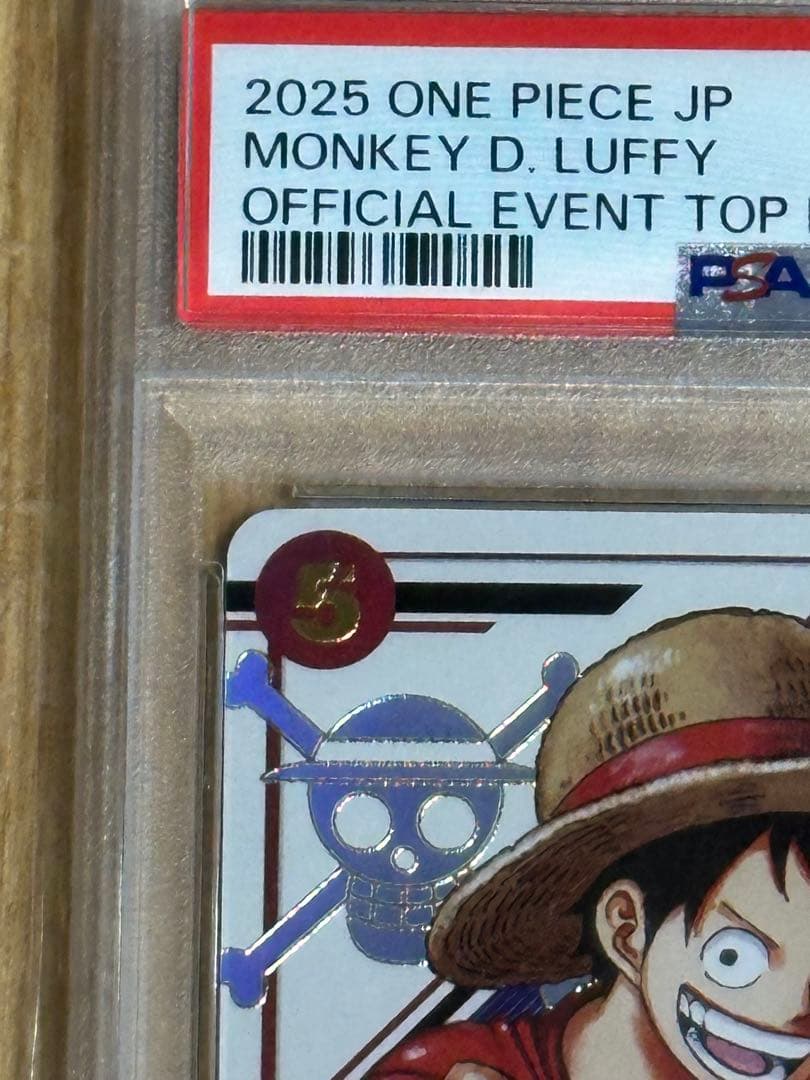 2025 ONE PIECE JP
MONKEY D. LUFFY
OFFICIAL EVENT TOP
PSA
5